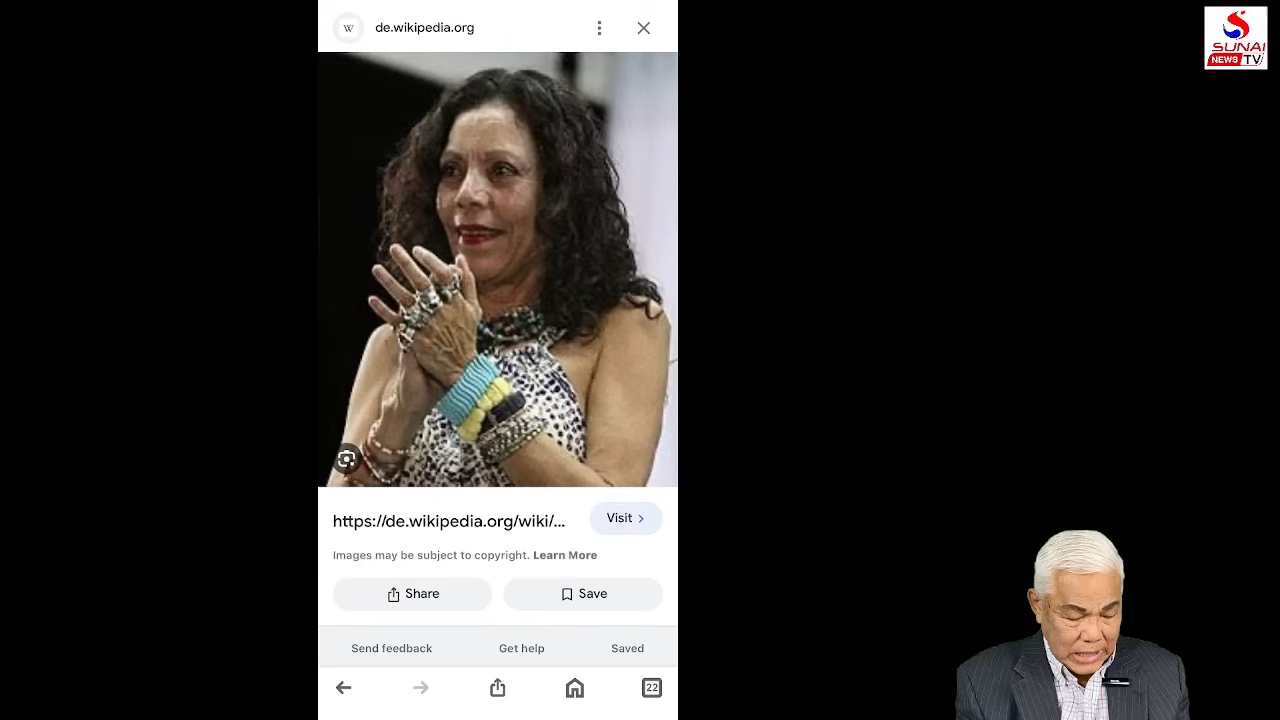 W
de.wikipedia.org
SUNAI
NEWS TV
https://de.wikipedia.org/wiki/...
Visit
Images may be subject to copyright. Learn More
Share
Save
Send feedback
Get help
Saved
22